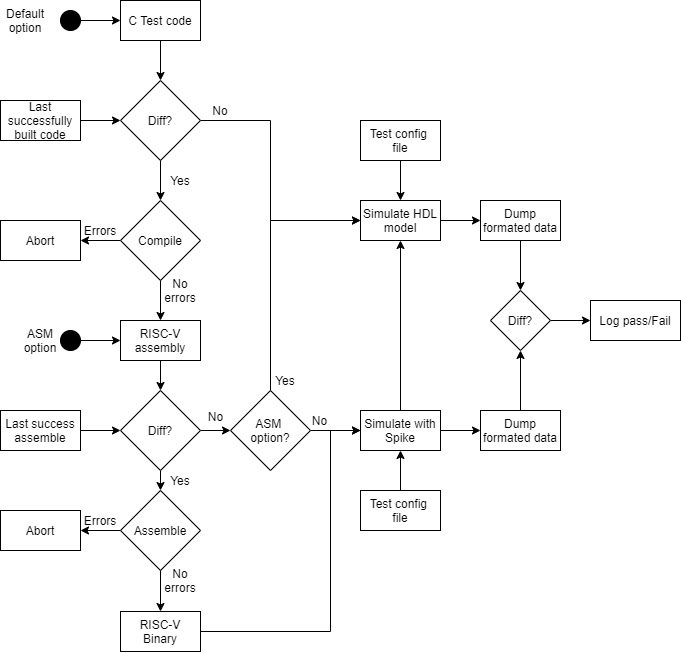 Default
option
C Test code
Last
successfully
built code
Diff?
No
Yes
Test config
file
Abort
Errors
Compile
No
errors
Simulate HDL
model
Dump
formated data
ASM
option
RISC-V
assembly
Diff?
Log pass/Fail
Yes
Last success
assemble
Diff?
No
ASM
option?
No
Simulate with
Spike
Dump
formated data
Yes
Abort
Errors
Assemble
Test config
file
No
errors
RISC-V
Binary